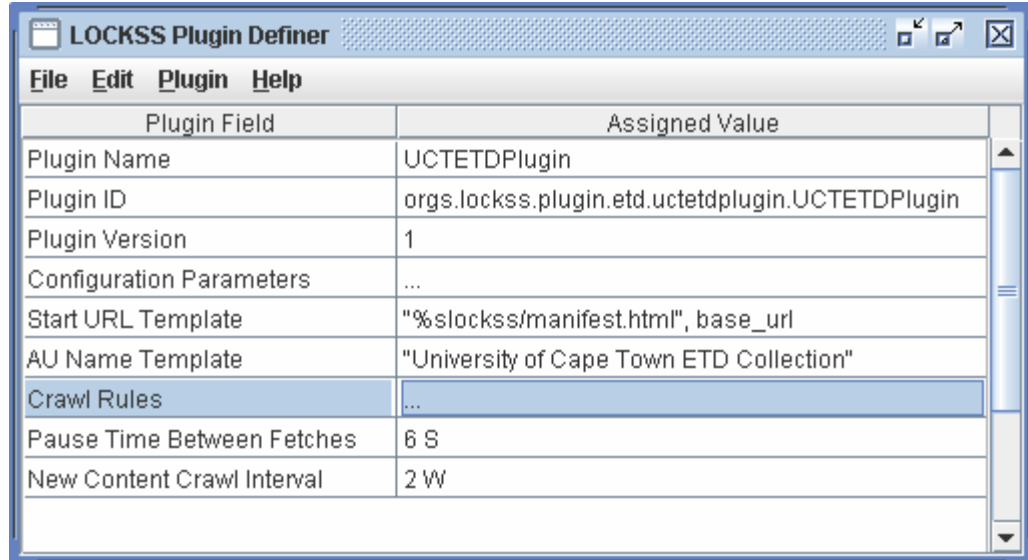 LOCKSS Plugin Definer
File Edit Plugin Help
Plugin Field Assigned Value
Plugin Name UCTETDPlugin
Plugin ID orgs.lockss.plugin.etd.uctetdplugin.UCTETDPlugin
Plugin Version 1
Configuration Parameters ...
Start URL Template "%slockss/manifest.html", base_url
AU Name Template "University of Cape Town ETD Collection"
Crawl Rules ...
Pause Time Between Fetches 6 S
New Content Crawl Interval 2 W